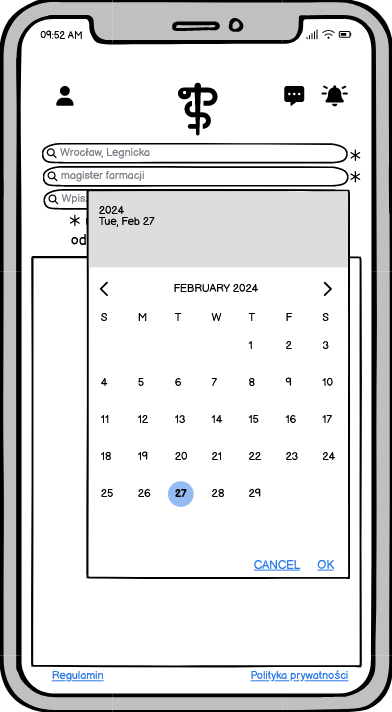 09:52 AM
Wrocław, Legnicka
magister farmacji
Wpisz
od
2024
Tue, Feb 27
FEBRUARY 2024
S M T W T F S
1 2 3
4 5 6 7 8 9 10
11 12 13 14 15 16 17
18 19 20 21 22 23 24
25 26 27 28 29
CANCEL OK
Regulamin Polityka prywatności